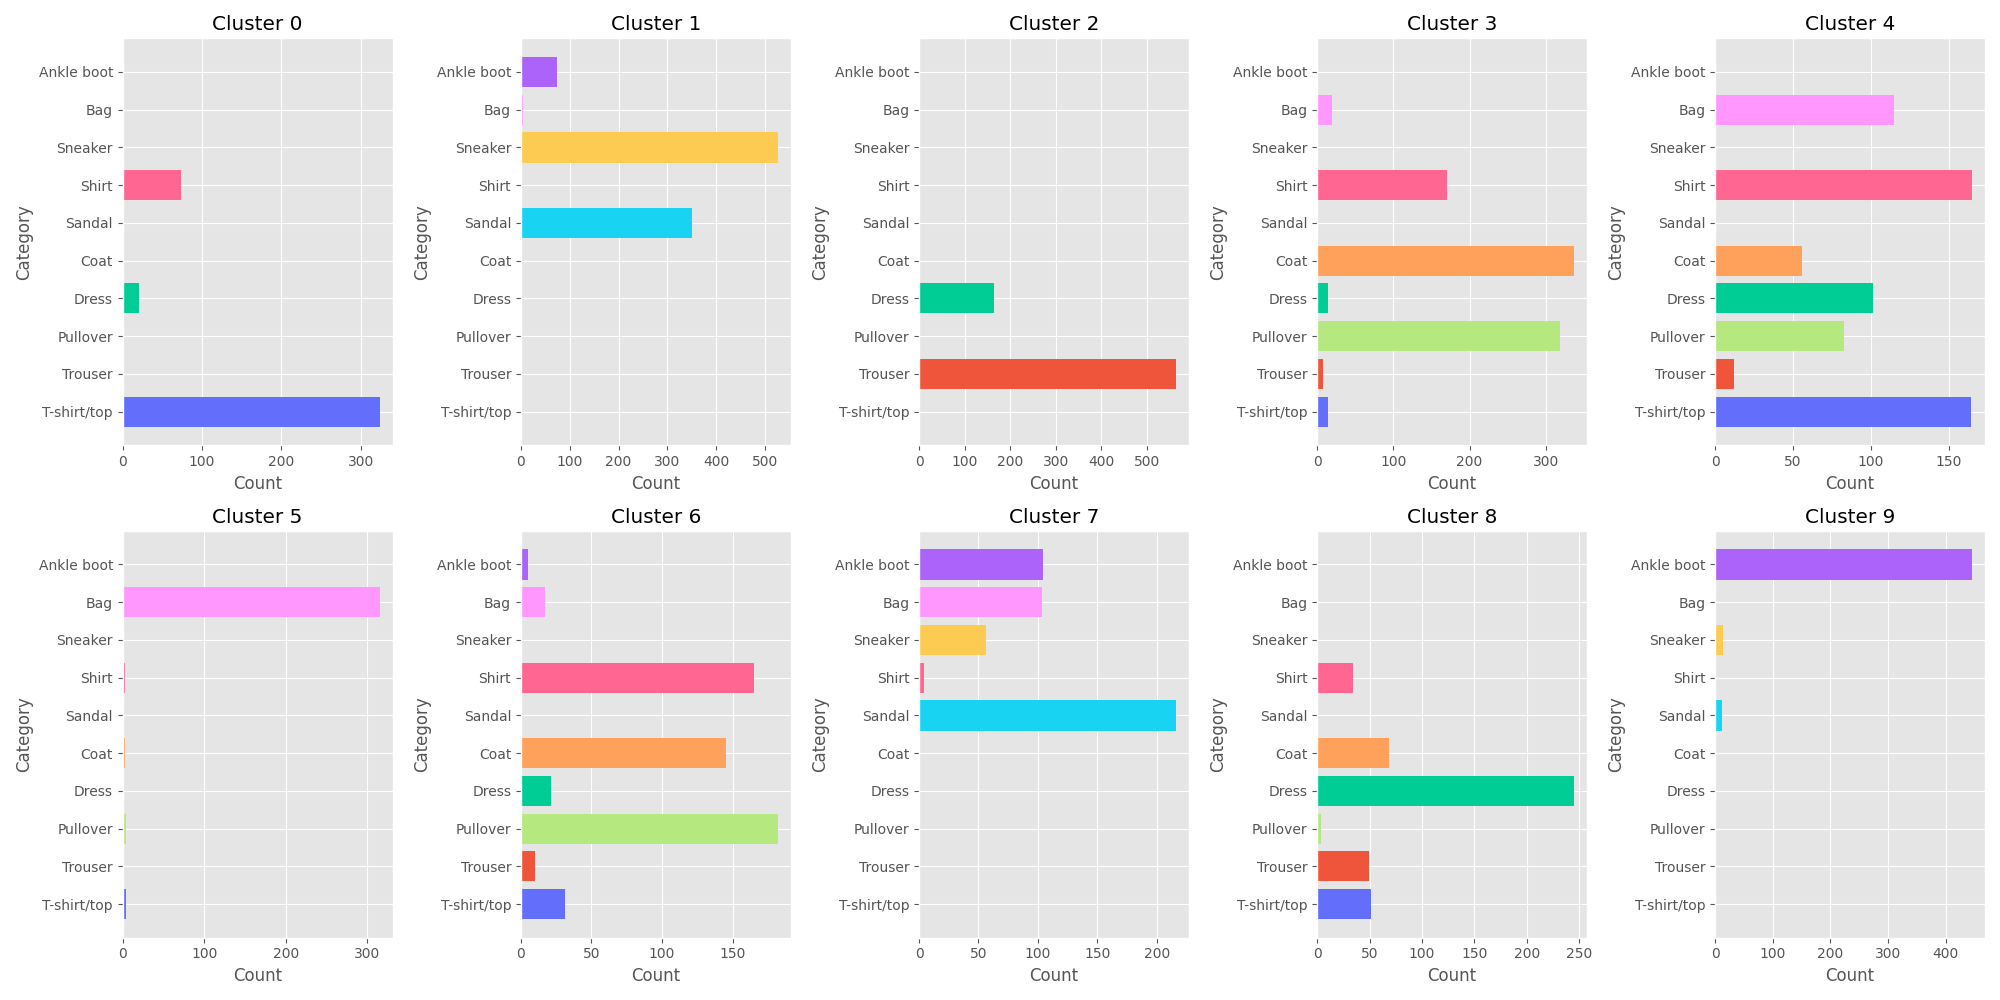 Cluster 0
Category
Ankle boot
Bag
Sneaker
Shirt
Sandal
Coat
Dress
Pullover
Trouser
T-shirt/top
0 100 200 300
Count
Cluster 1
Category
Ankle boot
Bag
Sneaker
Shirt
Sandal
Coat
Dress
Pullover
Trouser
T-shirt/top
0 100 200 300 400 500
Count
Cluster 2
Category
Ankle boot
Bag
Sneaker
Shirt
Sandal
Coat
Dress
Pullover
Trouser
T-shirt/top
0 100 200 300 400 500
Count
Cluster 3
Category
Ankle boot
Bag
Sneaker
Shirt
Sandal
Coat
Dress
Pullover
Trouser
T-shirt/top
0 100 200 300
Count
Cluster 4
Category
Ankle boot
Bag
Sneaker
Shirt
Sandal
Coat
Dress
Pullover
Trouser
T-shirt/top
0 50 100 150
Count
Cluster 5
Category
Ankle boot
Bag
Sneaker
Shirt
Sandal
Coat
Dress
Pullover
Trouser
T-shirt/top
0 100 200 300
Count
Cluster 6
Category
Ankle boot
Bag
Sneaker
Shirt
Sandal
Coat
Dress
Pullover
Trouser
T-shirt/top
0 50 100 150
Count
Cluster 7
Category
Ankle boot
Bag
Sneaker
Shirt
Sandal
Coat
Dress
Pullover
Trouser
T-shirt/top
0 50 100 150 200
Count
Cluster 8
Category
Ankle boot
Bag
Sneaker
Shirt
Sandal
Coat
Dress
Pullover
Trouser
T-shirt/top
0 50 100 150 200 250
Count
Cluster 9
Category
Ankle boot
Bag
Sneaker
Shirt
Sandal
Coat
Dress
Pullover
Trouser
T-shirt/top
0 100 200 300 400
Count